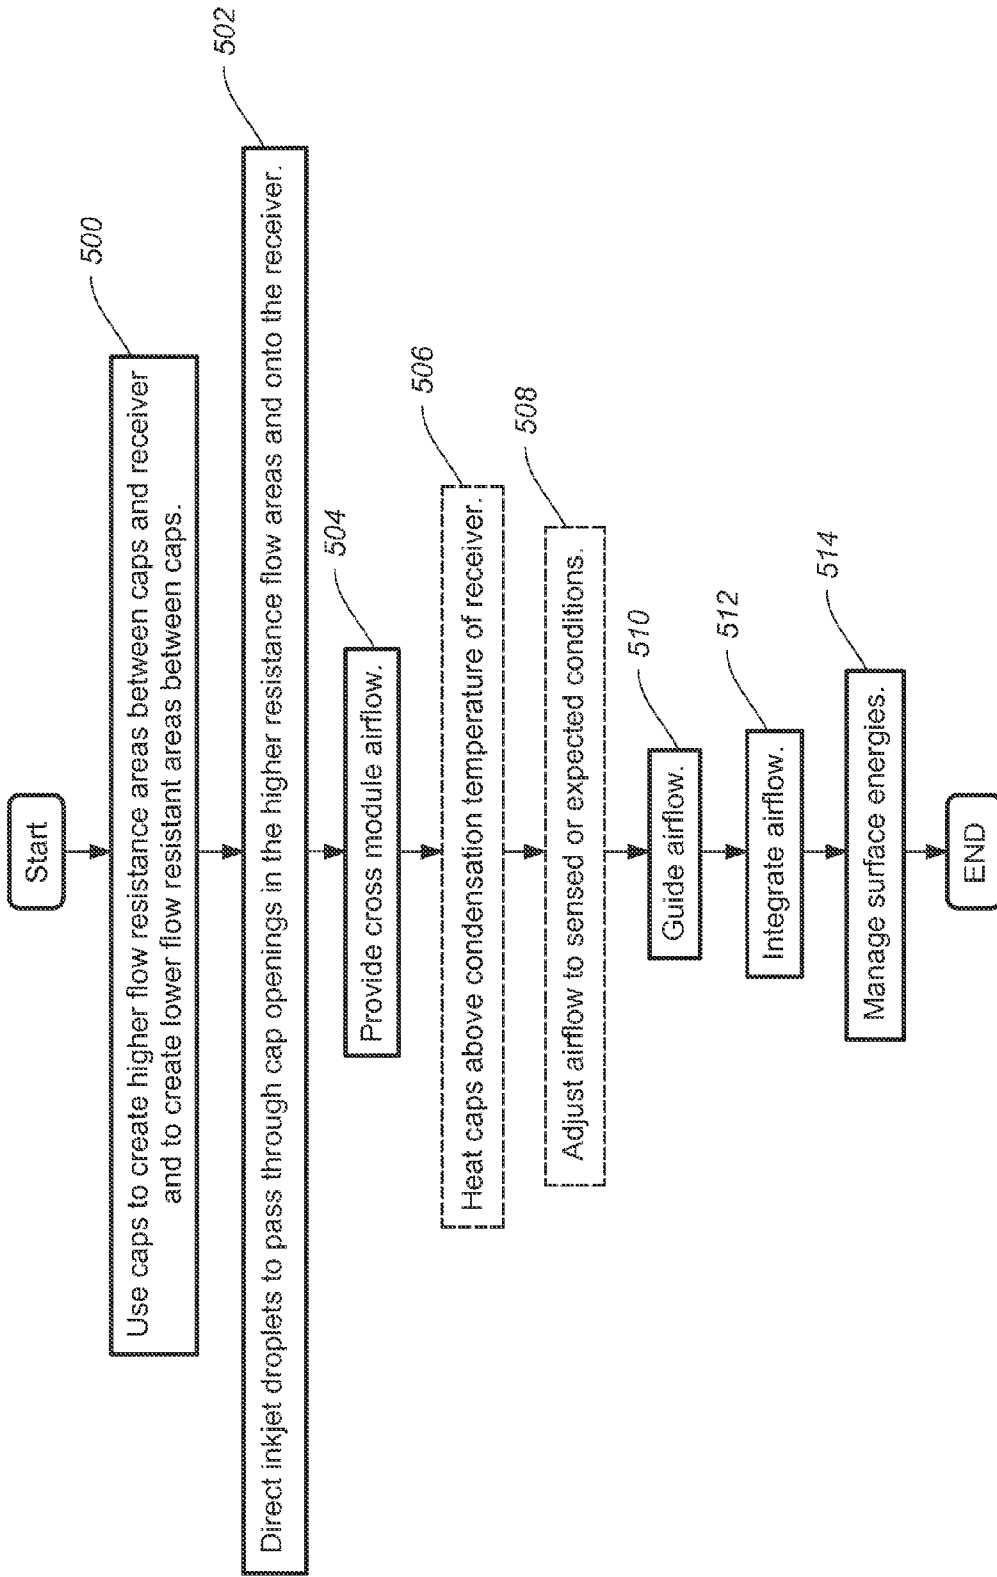 Start
500
Use caps to create higher flow resistance areas between caps and receiver
and to create lower flow resistant areas between caps.
502
Direct inkjet droplets to pass through cap openings in the higher resistance flow areas and onto the receiver.
504
Provide cross module airflow.
506
Heat caps above condensation temperature of receiver.
508
Adjust airflow to sensed or expected conditions.
510
Guide airflow.
512
Integrate airflow.
514
Manage surface energies.
END